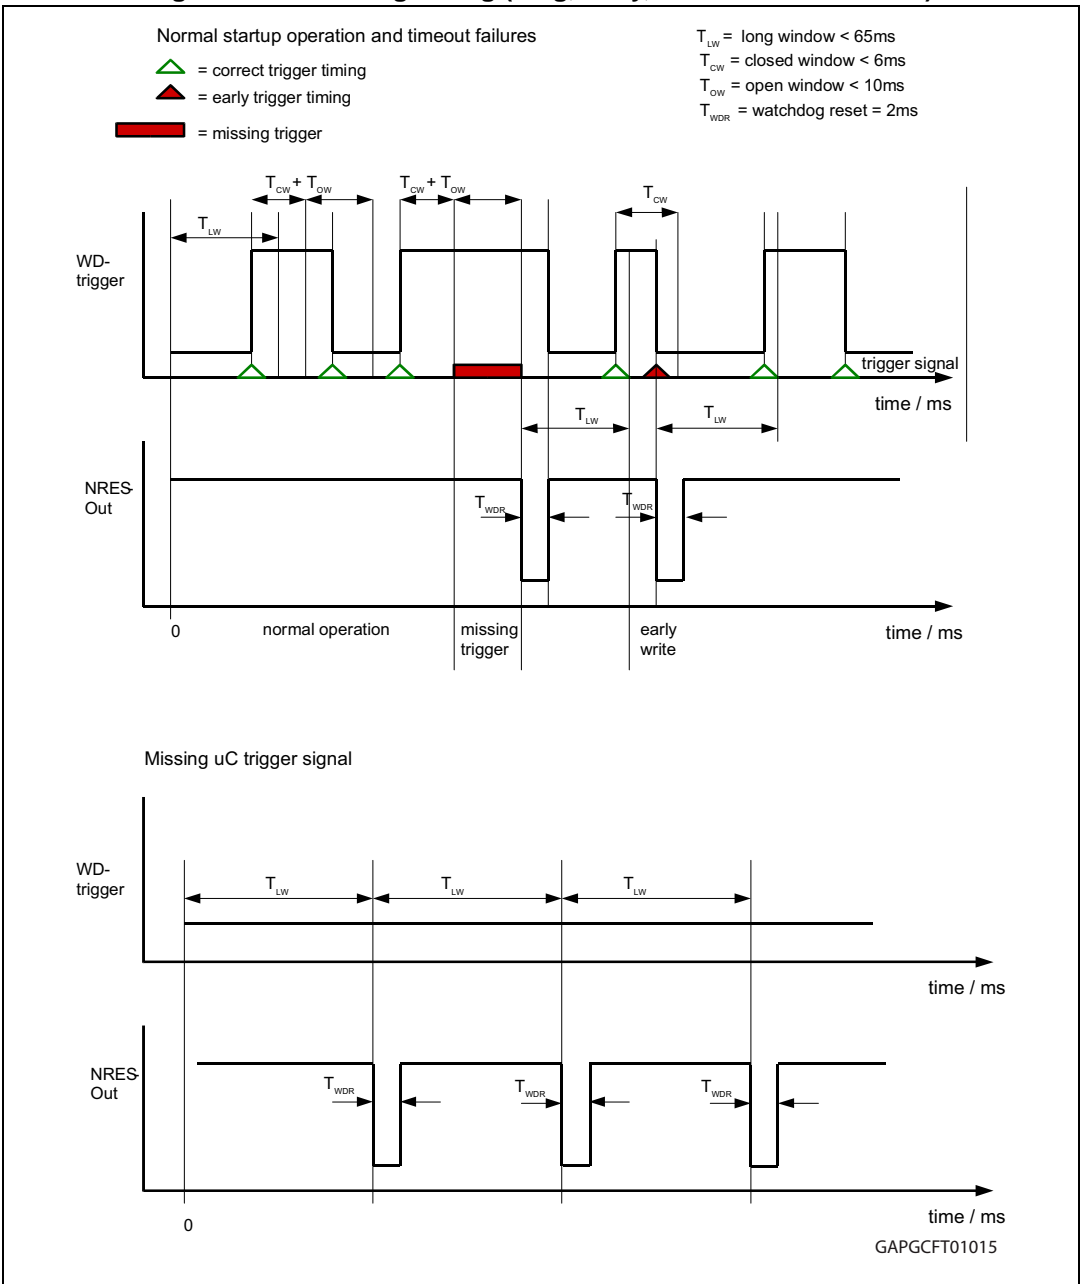 Normal startup operation and timeout failures
= correct trigger timing
= early trigger timing
= missing trigger
TLW = long window < 65ms
TCW = closed window < 6ms
TOW = open window < 10ms
TWDR = watchdog reset = 2ms
TCW + TOW
TCW + TOW
TCW
TLW
WD-
trigger
trigger signal
time / ms
TLW
TLW
NRES-
Out
TWDR
TWDR
0
normal operation
missing
trigger
early
write
time / ms
Missing uC trigger signal
WD-
trigger
TLW
TLW
TLW
time / ms
NRES-
Out
TWDR
TWDR
TWDR
0
time / ms
GAPGCFT01015